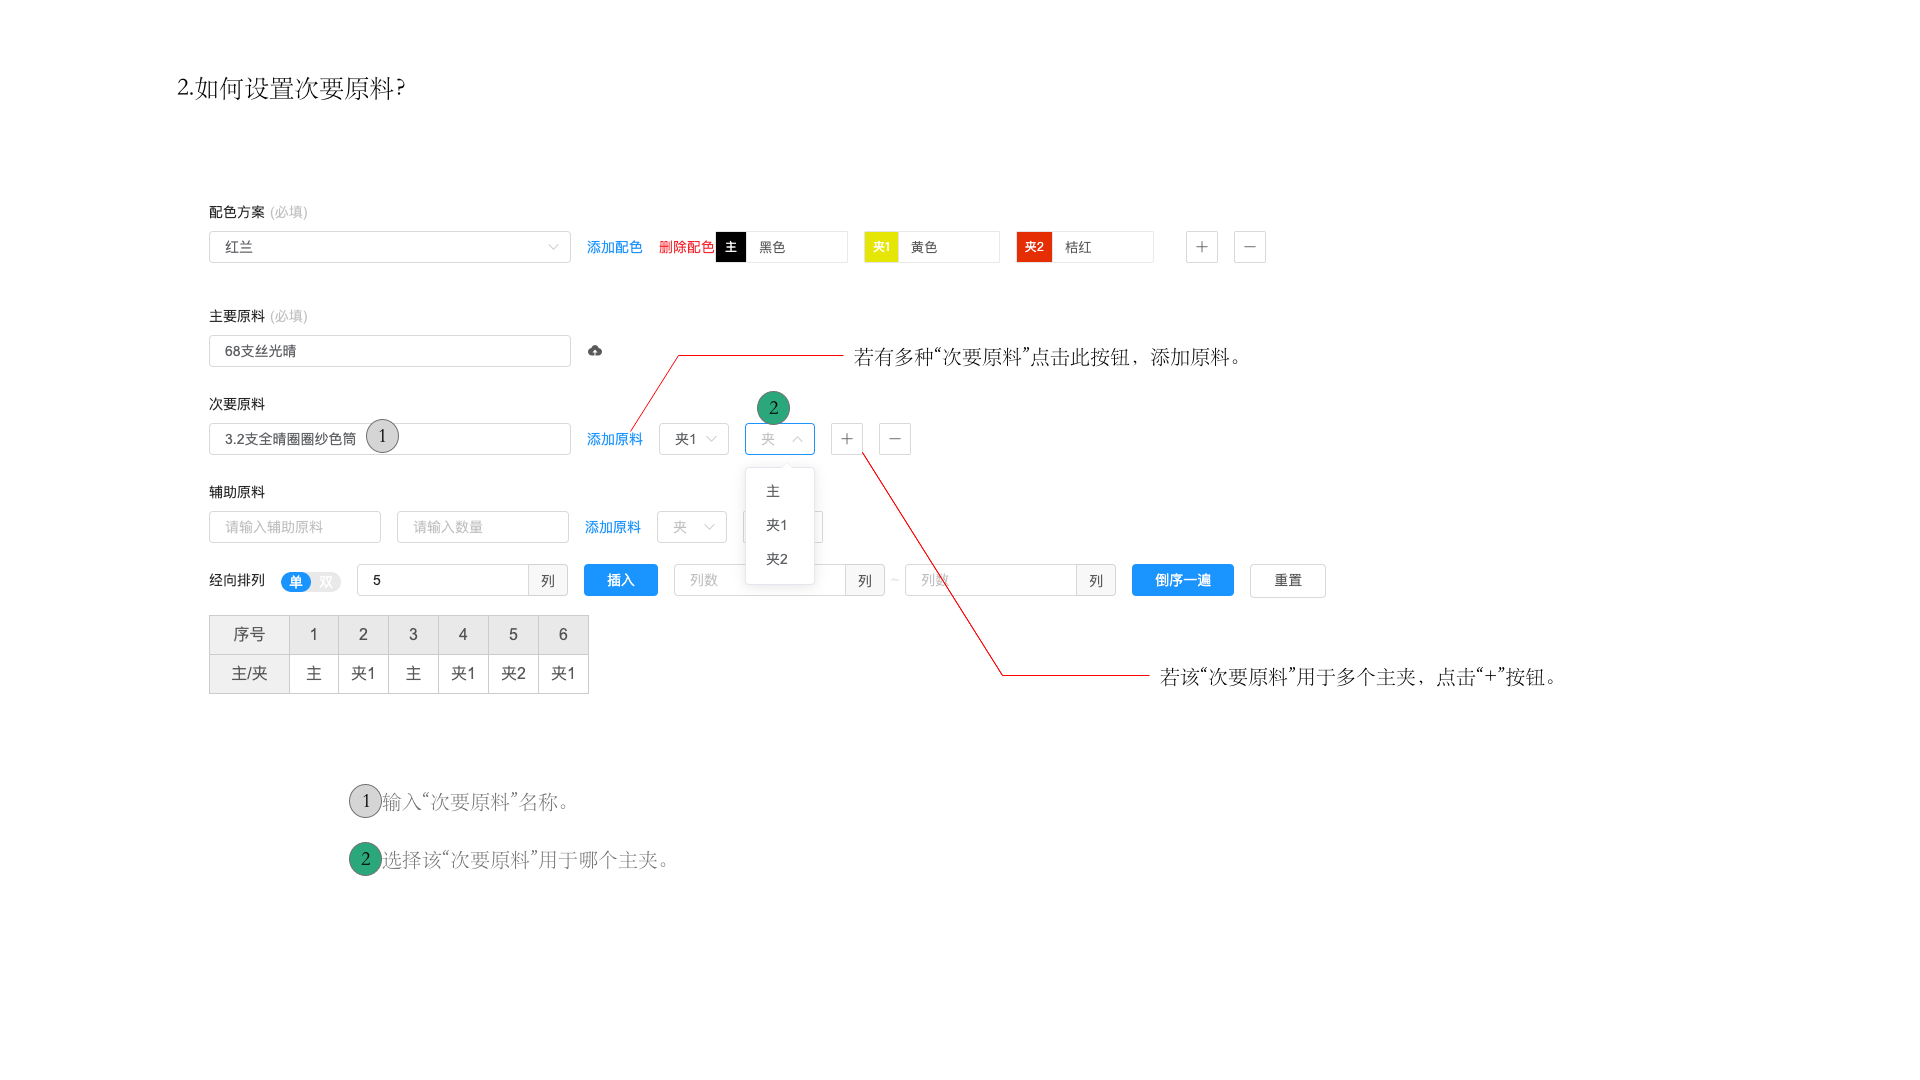 2.如何设置次要原料?
配色方案 (必填)
红兰 添加配色 删除配色 主 黑色 夹1 黄色 夹2 桔红 + −
主要原料 (必填)
68支丝光晴
若有多种“次要原料”点击此按钮，添加原料。
次要原料
2
3.2支全晴圈圈纱色筒 1 添加原料 夹1 夹 + −
主
夹1
夹2
辅助原料
请输入辅助原料 请输入数量 添加原料 夹
经向排列 单 双 5 列 插入 列数 列 ~ 列数 列 倒序一遍 重置
序号 1 2 3 4 5 6
主/夹 主 夹1 主 夹1 夹2 夹1
若该“次要原料”用于多个主夹，点击“+”按钮。
1 输入“次要原料”名称。
2 选择该“次要原料”用于哪个主夹。